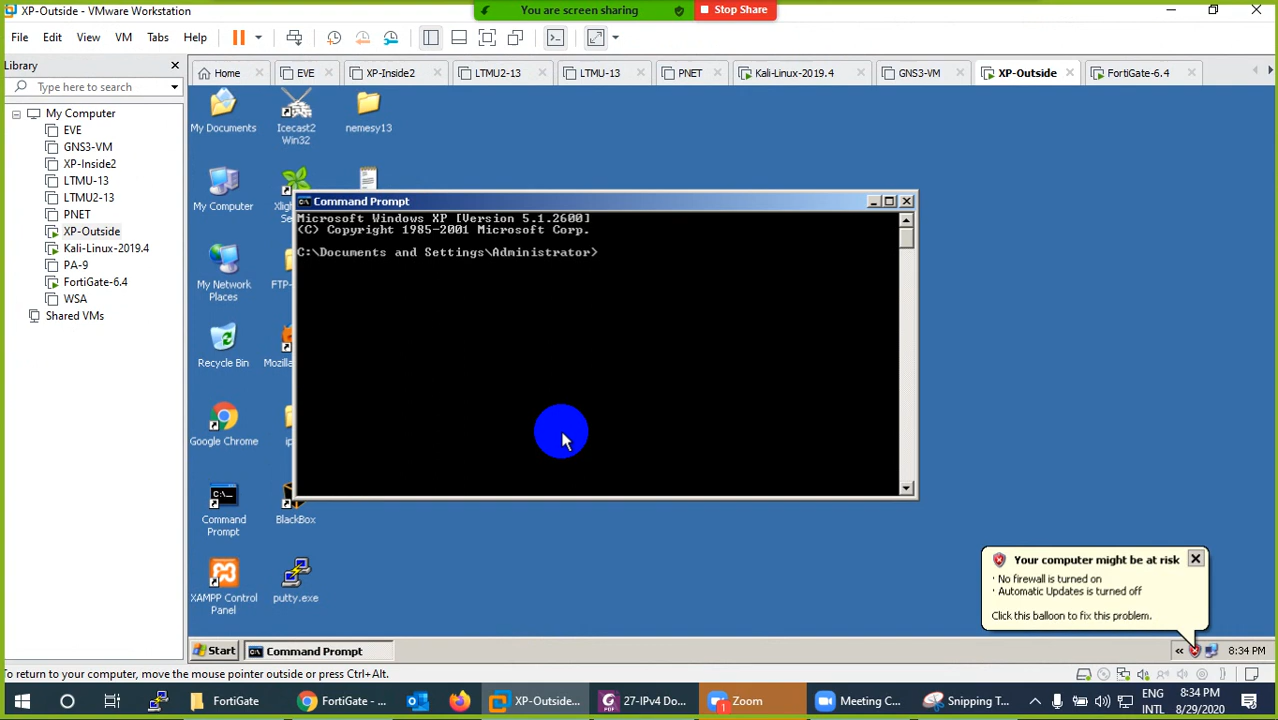 XP-Outside - VMware Workstation
You are screen sharing
Stop Share
File Edit View VM Tabs Help
Library
Type here to search
My Computer
EVE
GNS3-VM
XP-Inside2
LTMU-13
LTMU2-13
PNET
XP-Outside
Kali-Linux-2019.4
PA-9
FortiGate-6.4
WSA
Shared VMs
Home EVE XP-Inside2 LTMU2-13 LTMU-13 PNET Kali-Linux-2019.4 GNS3-VM XP-Outside FortiGate-6.4
My Documents
Icecast2
Win32
nemesy13
My Computer
Xlig
Se
My Network
Places
FTP-
Recycle Bin
Mozill
Google Chrome
ip
Command
Prompt
BlackBox
XAMPP Control
Panel
putty.exe
Command Prompt
Microsoft Windows XP [Version 5.1.2600]
(C) Copyright 1985-2001 Microsoft Corp.
C:\Documents and Settings\Administrator>
Your computer might be at risk
· No firewall is turned on
· Automatic Updates is turned off
Click this balloon to fix this problem.
Start
Command Prompt
8:34 PM
To return to your computer, move the mouse pointer outside or press Ctrl+Alt.
FortiGate
FortiGate - ...
XP-Outside...
27-IPv4 Do...
1
Zoom
Meeting C...
Snipping T...
ENG
INTL
8:34 PM
8/29/2020